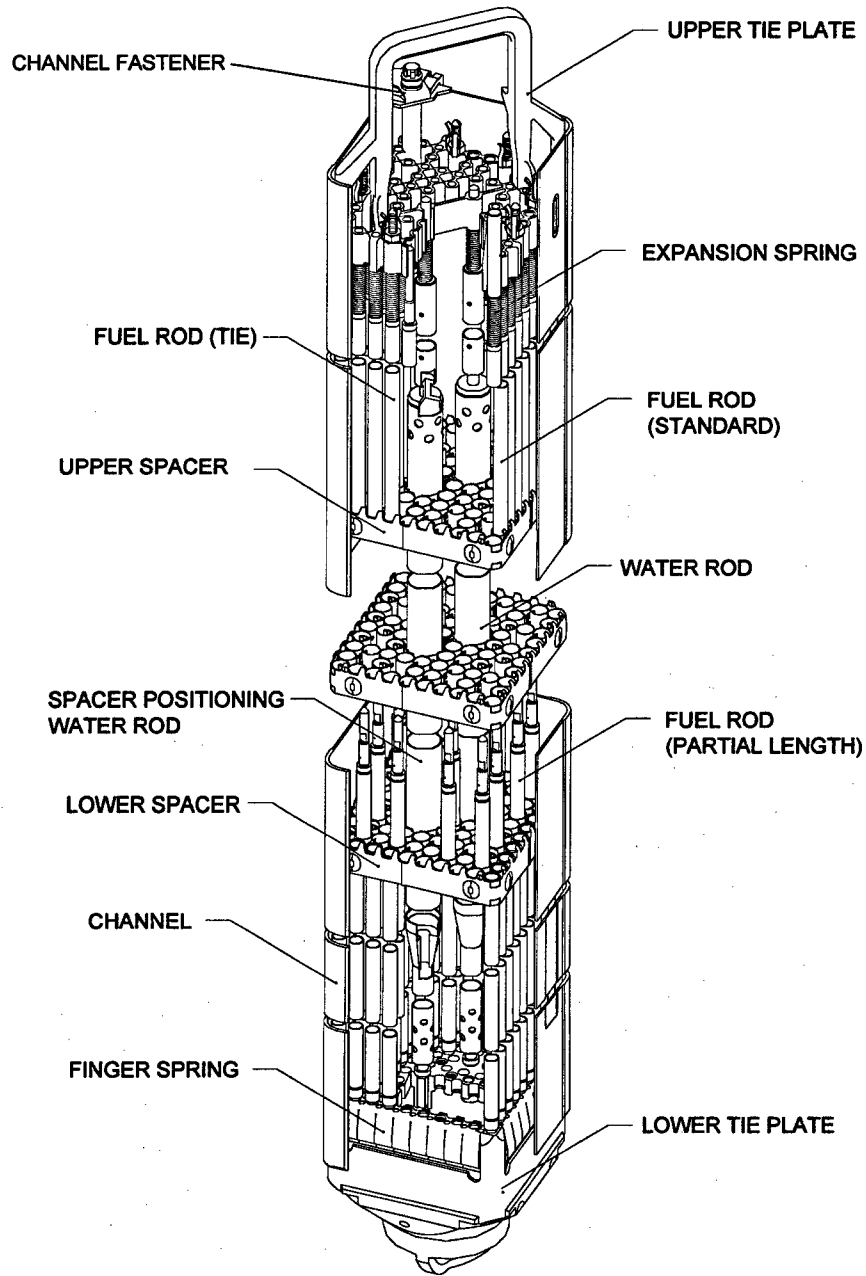 UPPER TIE PLATE
CHANNEL FASTENER
EXPANSION SPRING
FUEL ROD (TIE)
FUEL ROD
(STANDARD)
UPPER SPACER
WATER ROD
SPACER POSITIONING
WATER ROD
FUEL ROD
(PARTIAL LENGTH)
LOWER SPACER
CHANNEL
FINGER SPRING
LOWER TIE PLATE